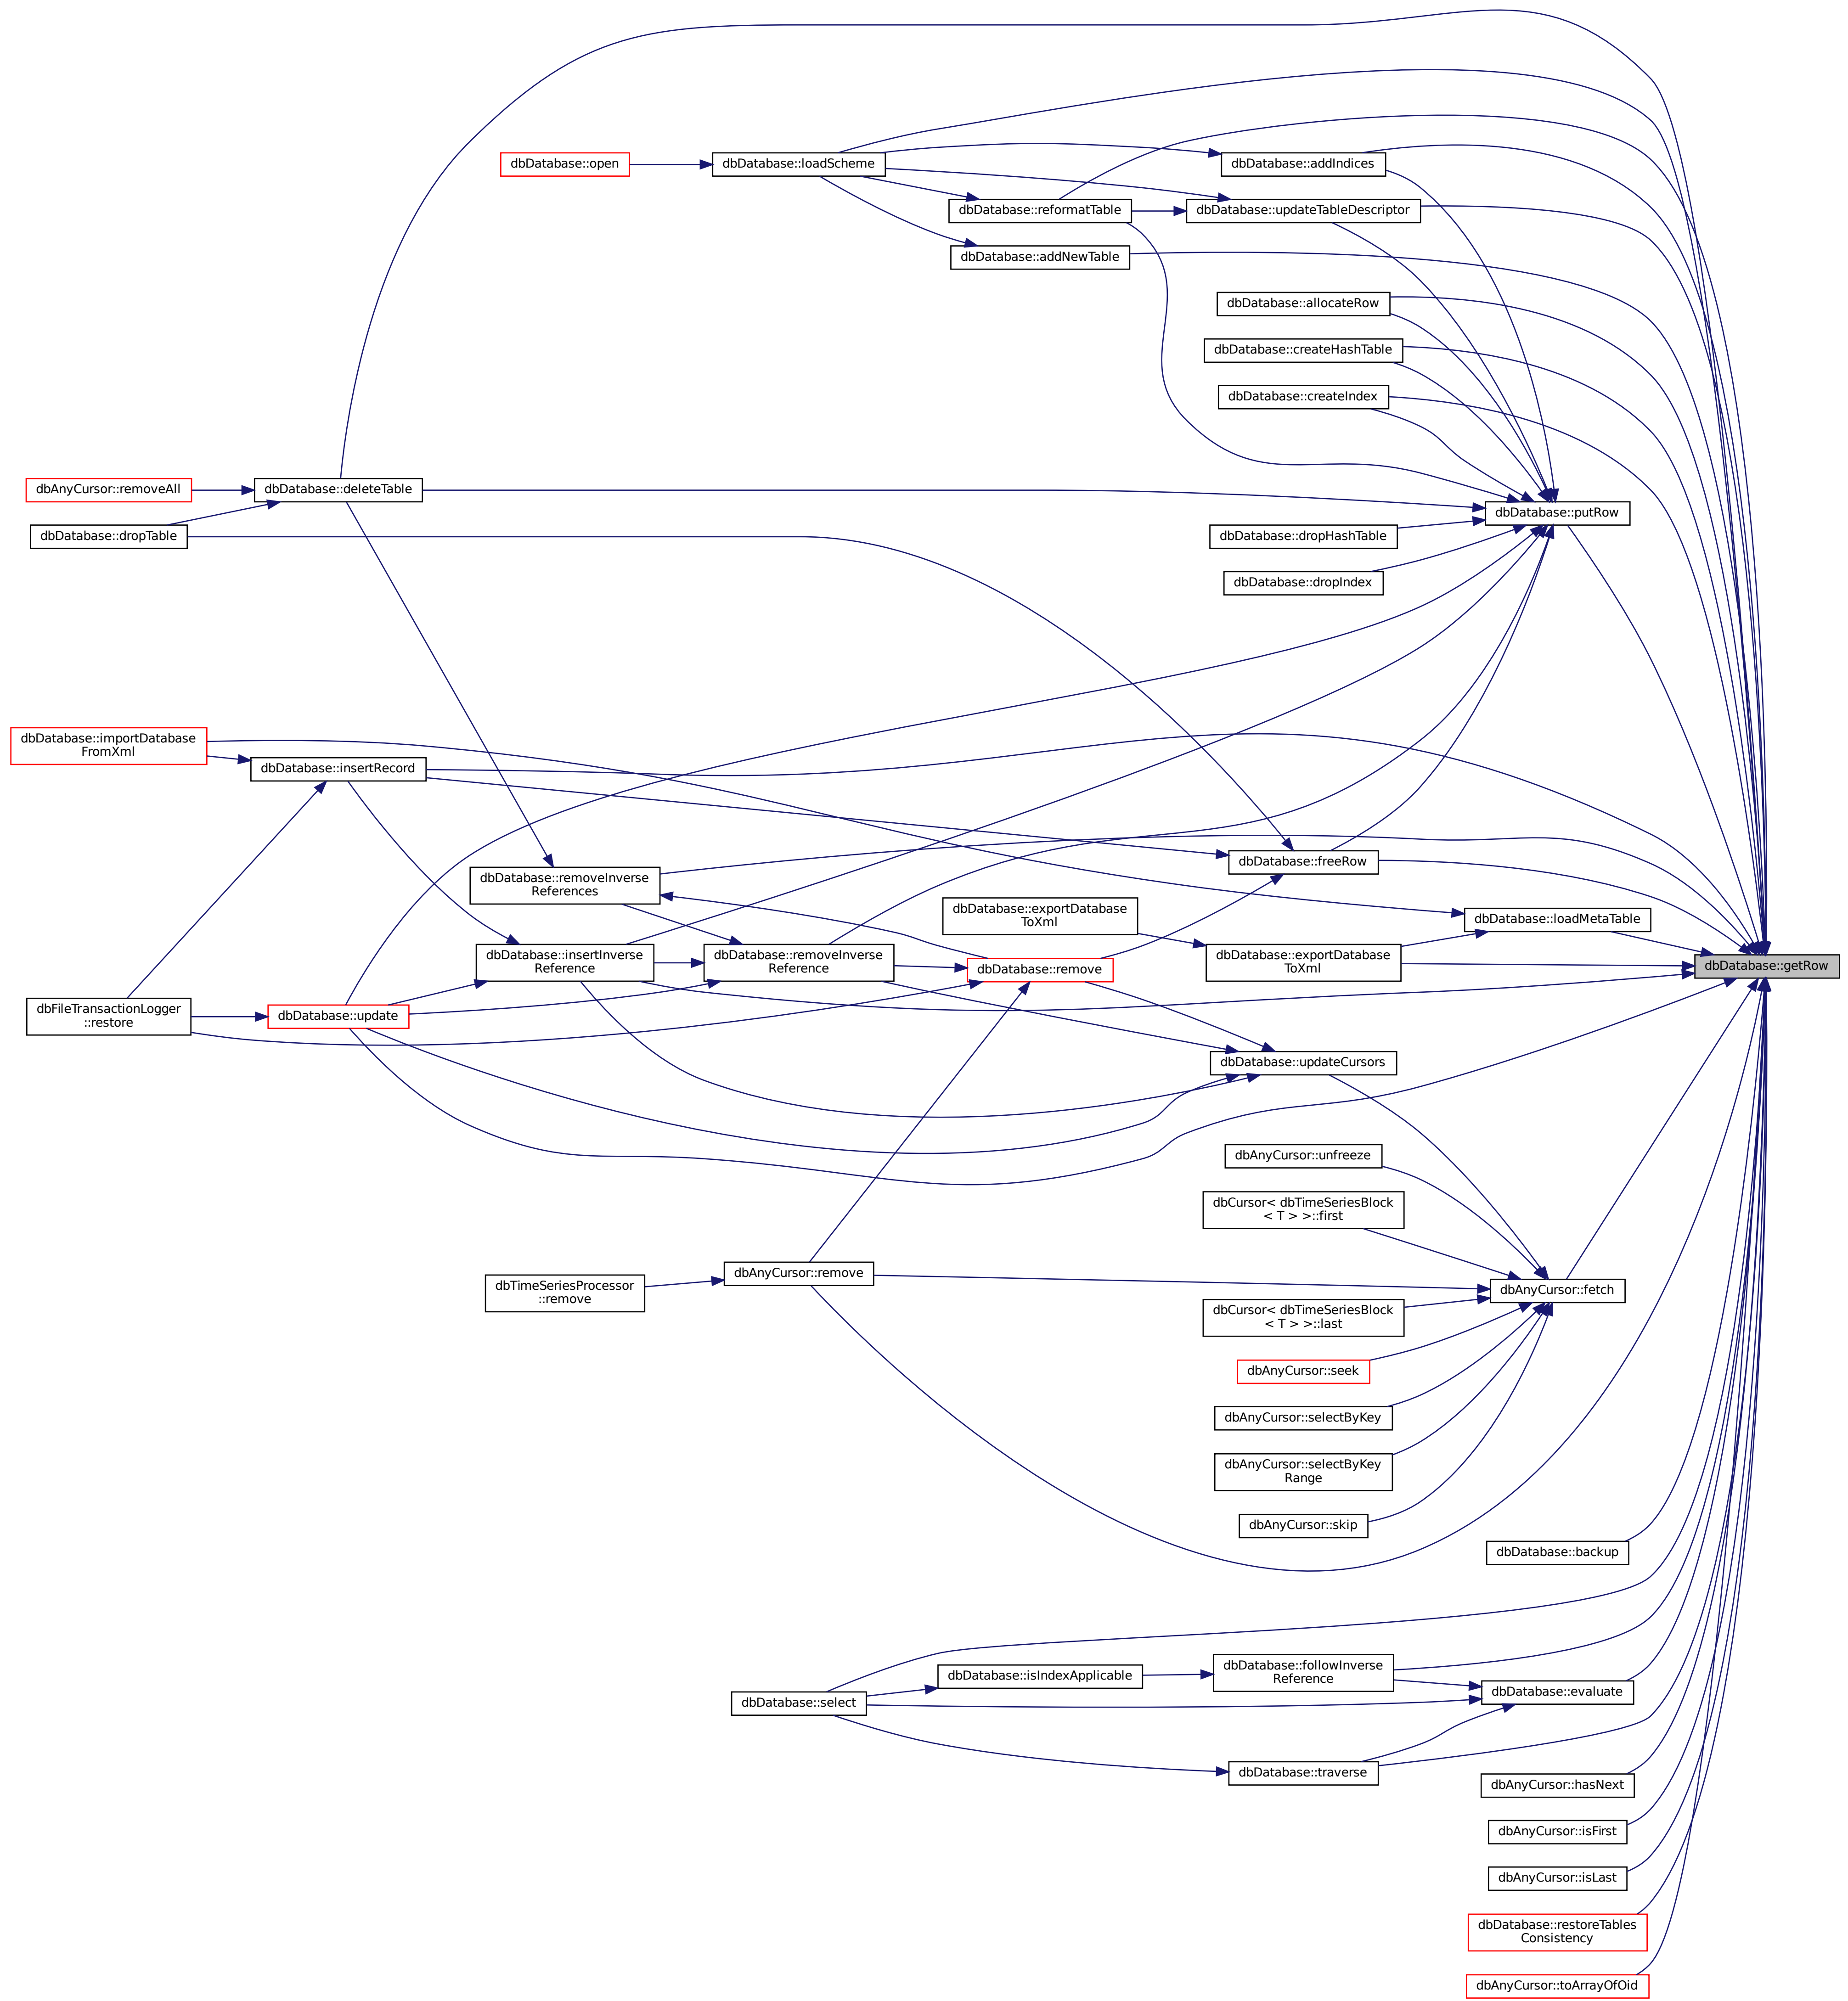 dbDatabase::open
dbDatabase::loadScheme
dbDatabase::addIndices
dbDatabase::reformatTable
dbDatabase::updateTableDescriptor
dbDatabase::addNewTable
dbDatabase::allocateRow
dbDatabase::createHashTable
dbDatabase::createIndex
dbAnyCursor::removeAll
dbDatabase::deleteTable
dbDatabase::putRow
dbDatabase::dropTable
dbDatabase::dropHashTable
dbDatabase::dropIndex
dbDatabase::importDatabase
FromXml
dbDatabase::insertRecord
dbDatabase::freeRow
dbDatabase::removeInverse
References
dbDatabase::exportDatabase
ToXml
dbDatabase::loadMetaTable
dbDatabase::insertInverse
Reference
dbDatabase::removeInverse
Reference
dbDatabase::remove
dbDatabase::exportDatabase
ToXml
dbDatabase::getRow
dbFileTransactionLogger
::restore
dbDatabase::update
dbDatabase::updateCursors
dbAnyCursor::unfreeze
dbCursor< dbTimeSeriesBlock
< T > >::first
dbTimeSeriesProcessor
::remove
dbAnyCursor::remove
dbAnyCursor::fetch
dbCursor< dbTimeSeriesBlock
< T > >::last
dbAnyCursor::seek
dbAnyCursor::selectByKey
dbAnyCursor::selectByKey
Range
dbAnyCursor::skip
dbDatabase::backup
dbDatabase::followInverse
Reference
dbDatabase::isIndexApplicable
dbDatabase::select
dbDatabase::evaluate
dbDatabase::traverse
dbAnyCursor::hasNext
dbAnyCursor::isFirst
dbAnyCursor::isLast
dbDatabase::restoreTables
Consistency
dbAnyCursor::toArrayOfOid